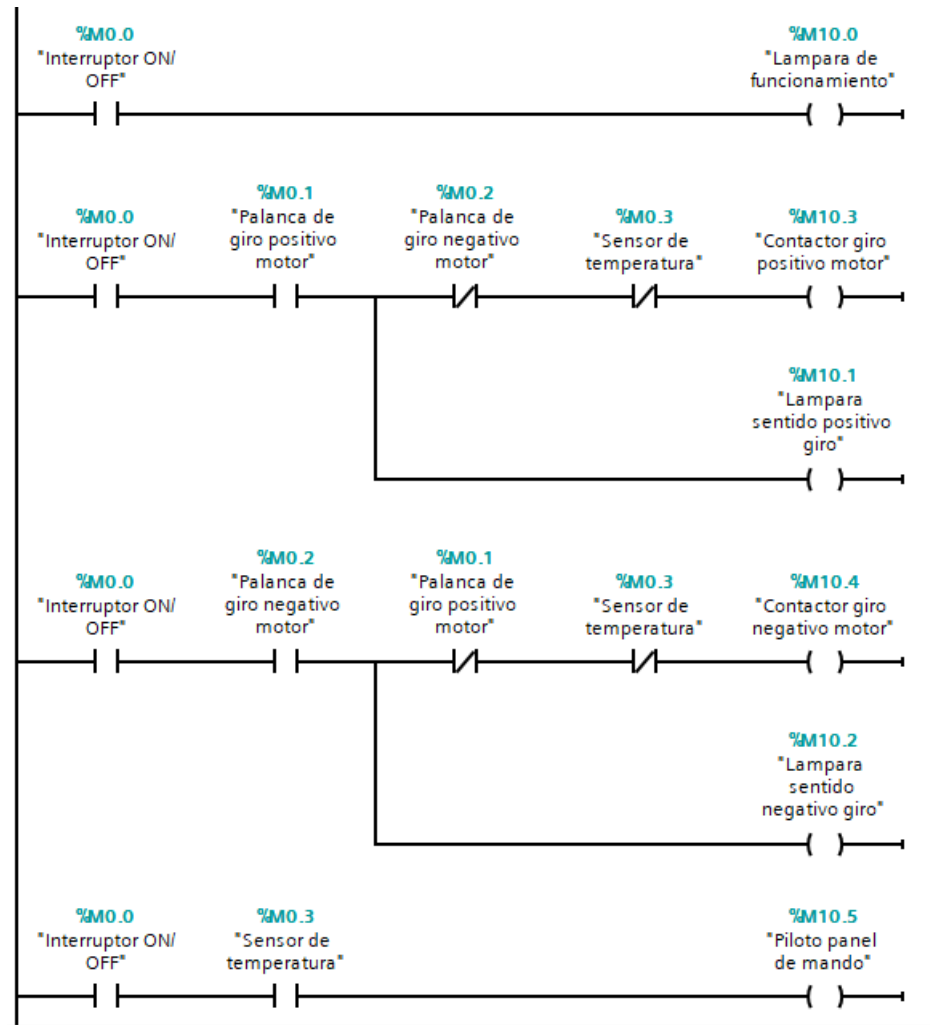 %M0.0
"Interruptor ON/
OFF"
%M10.0
"Lampara de
funcionamiento"
%M0.0
"Interruptor ON/
OFF"
%M0.1
"Palanca de
giro positivo
motor"
%M0.2
"Palanca de
giro negativo
motor"
%M0.3
"Sensor de
temperatura"
%M10.3
"Contactor giro
positivo motor"
%M10.1
"Lampara
sentido positivo
giro"
%M0.0
"Interruptor ON/
OFF"
%M0.2
"Palanca de
giro negativo
motor"
%M0.1
"Palanca de
giro positivo
motor"
%M0.3
"Sensor de
temperatura"
%M10.4
"Contactor giro
negativo motor"
%M10.2
"Lampara
sentido
negativo giro"
%M0.0
"Interruptor ON/
OFF"
%M0.3
"Sensor de
temperatura"
%M10.5
"Piloto panel
de mando"